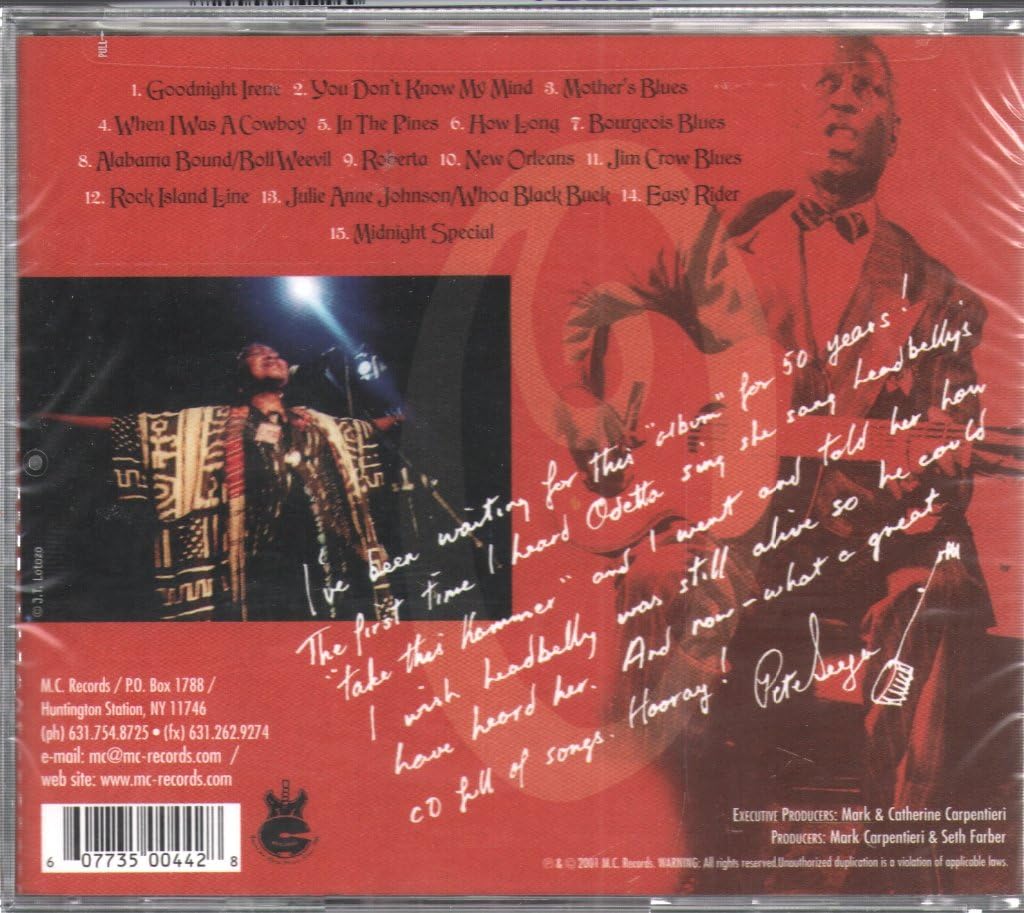 PULL
1. Goodnight Irene 2. You Don't Know My Mind 3. Mother's Blues
4. When I Was A Cowboy 5. In The Pines 6. How Long 7. Bourgeois Blues
8. Alabama Bound/Boll Weevil 9. Roberta 10. New Orleans 11. Jim Crow Blues
12. Rock Island Line 13. Julie Anne Johnson/Whoa Black Buck 14. Easy Rider
15. Midnight Special
I've been waiting for this "album" for 50 years!
The first time I heard Odetta sing she sang Leadbelly's
"take this Hammer" and I went and told her how
I wish Leadbelly was still alive so he could
have heard her. And now - what a great
CD full of songs. Hooray! Pete Seeger
© J.T. Lotozo
M.C. Records / P.O. Box 1788 /
Huntington Station, NY 11746
(ph) 631.754.8725 • (fx) 631.262.9274
e-mail: mc@mc-records.com /
web site: www.mc-records.com
6 07735 00442 8
Executive Producers: Mark & Catherine Carpentieri
Producers: Mark Carpentieri & Seth Farber
℗ & © 2001 M.C. Records. WARNING: All rights reserved.Unauthorized duplication is a violation of applicable laws.